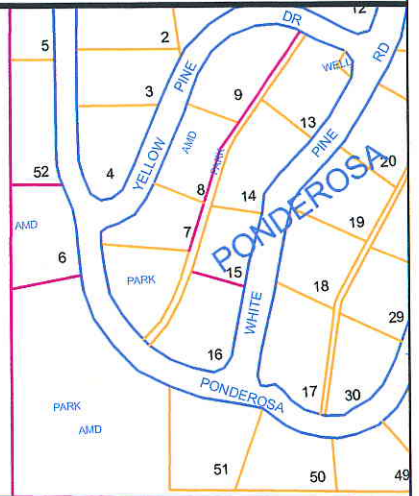 DR
12
5
2
RD
WELL
3
PINE
9
AMD
13
PINE
20
52
4
YELLOW
PARK
8
14
AMD
7
PONDEROSA
19
6
PARK
15
18
WHITE
29
16
PONDEROSA
17
30
PARK
AMD
51
50
49